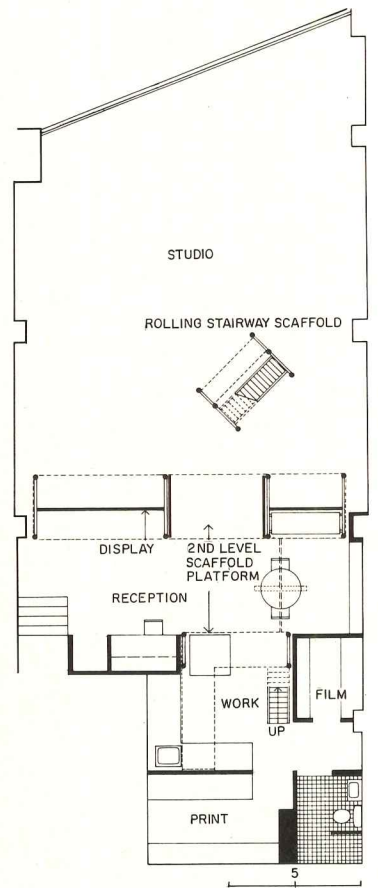 STUDIO
ROLLING STAIRWAY SCAFFOLD
DISPLAY
2ND LEVEL
SCAFFOLD
PLATFORM
RECEPTION
WORK
FILM
UP
PRINT
5